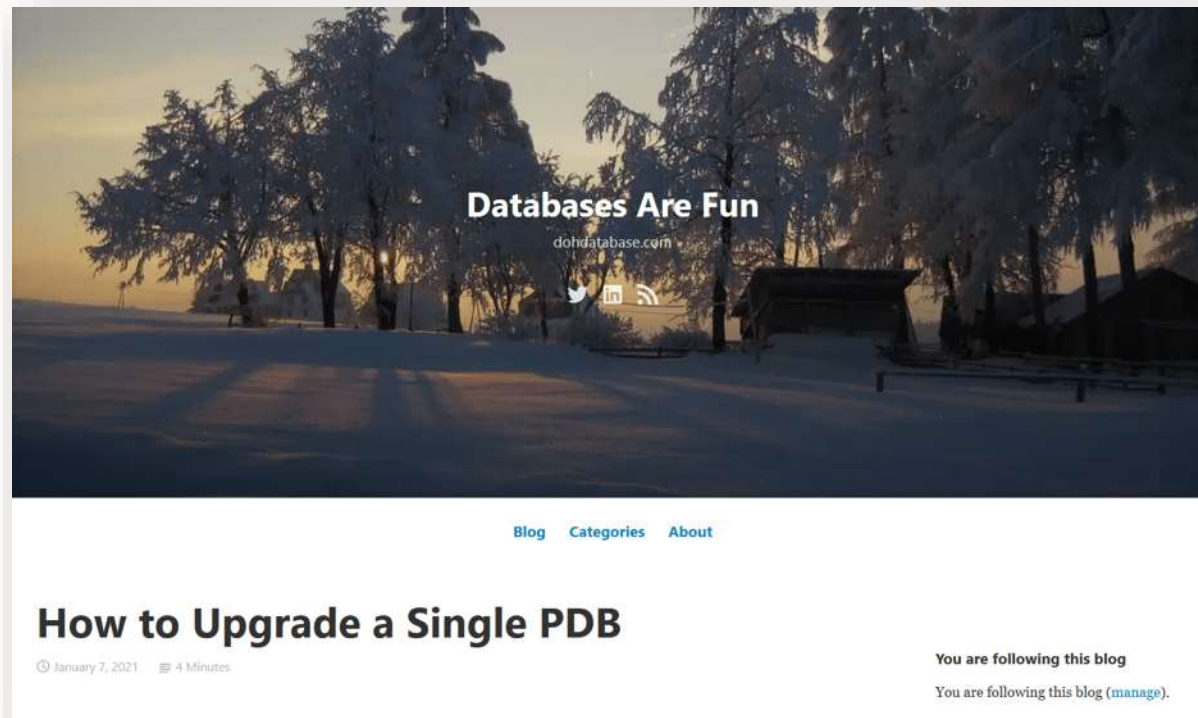 Databases Are Fun
dohdatabase.com
in
Blog Categories About
How to Upgrade a Single PDB
January 7, 2021 4 Minutes
You are following this blog
You are following this blog (manage).